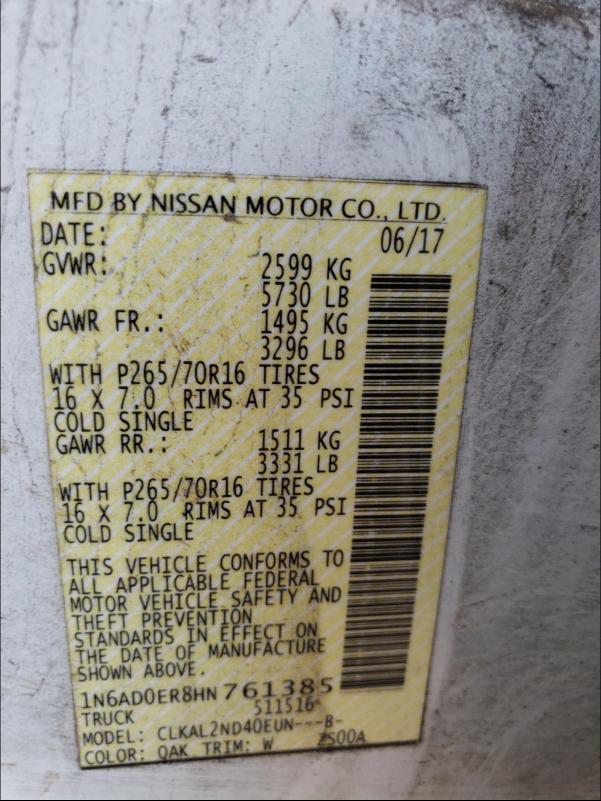 MFD BY NISSAN MOTOR CO., LTD.
DATE: 06/17
GVWR: 2599 KG
5730 LB
GAWR FR.: 1495 KG
3296 LB
WITH P265/70R16 TIRES
16 X 7.0 RIMS AT 35 PSI
COLD SINGLE
GAWR RR.: 1511 KG
3331 LB
WITH P265/70R16 TIRES
16 X 7.0 RIMS AT 35 PSI
COLD SINGLE
THIS VEHICLE CONFORMS TO
ALL APPLICABLE FEDERAL
MOTOR VEHICLE SAFETY AND
THEFT PREVENTION
STANDARDS IN EFFECT ON
THE DATE OF MANUFACTURE
SHOWN ABOVE.
1N6AD0ER8HN761385
TRUCK 511516
MODEL: CLKAL2ND40EUN---B-
COLOR: QAK TRIM: W ZS00A